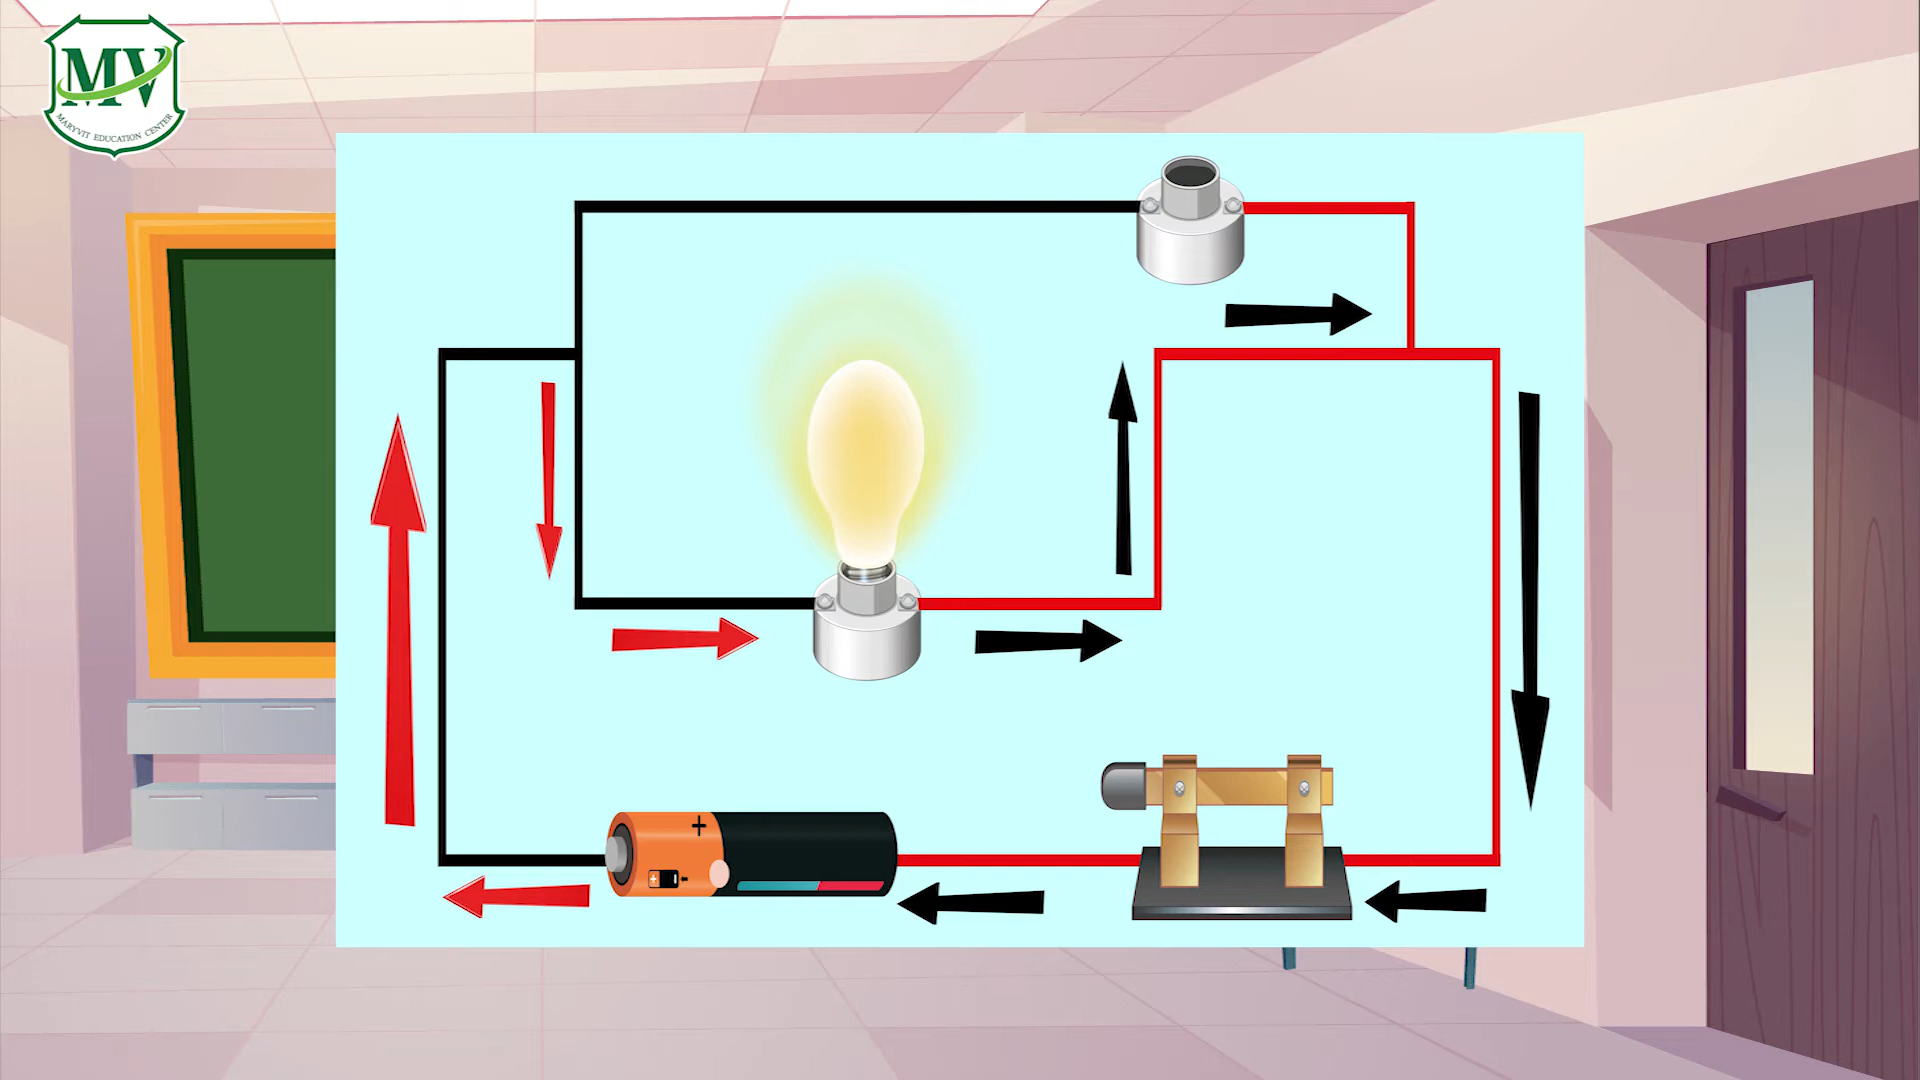 MV
MARYVIT EDUCATION CENTER
+
+ -